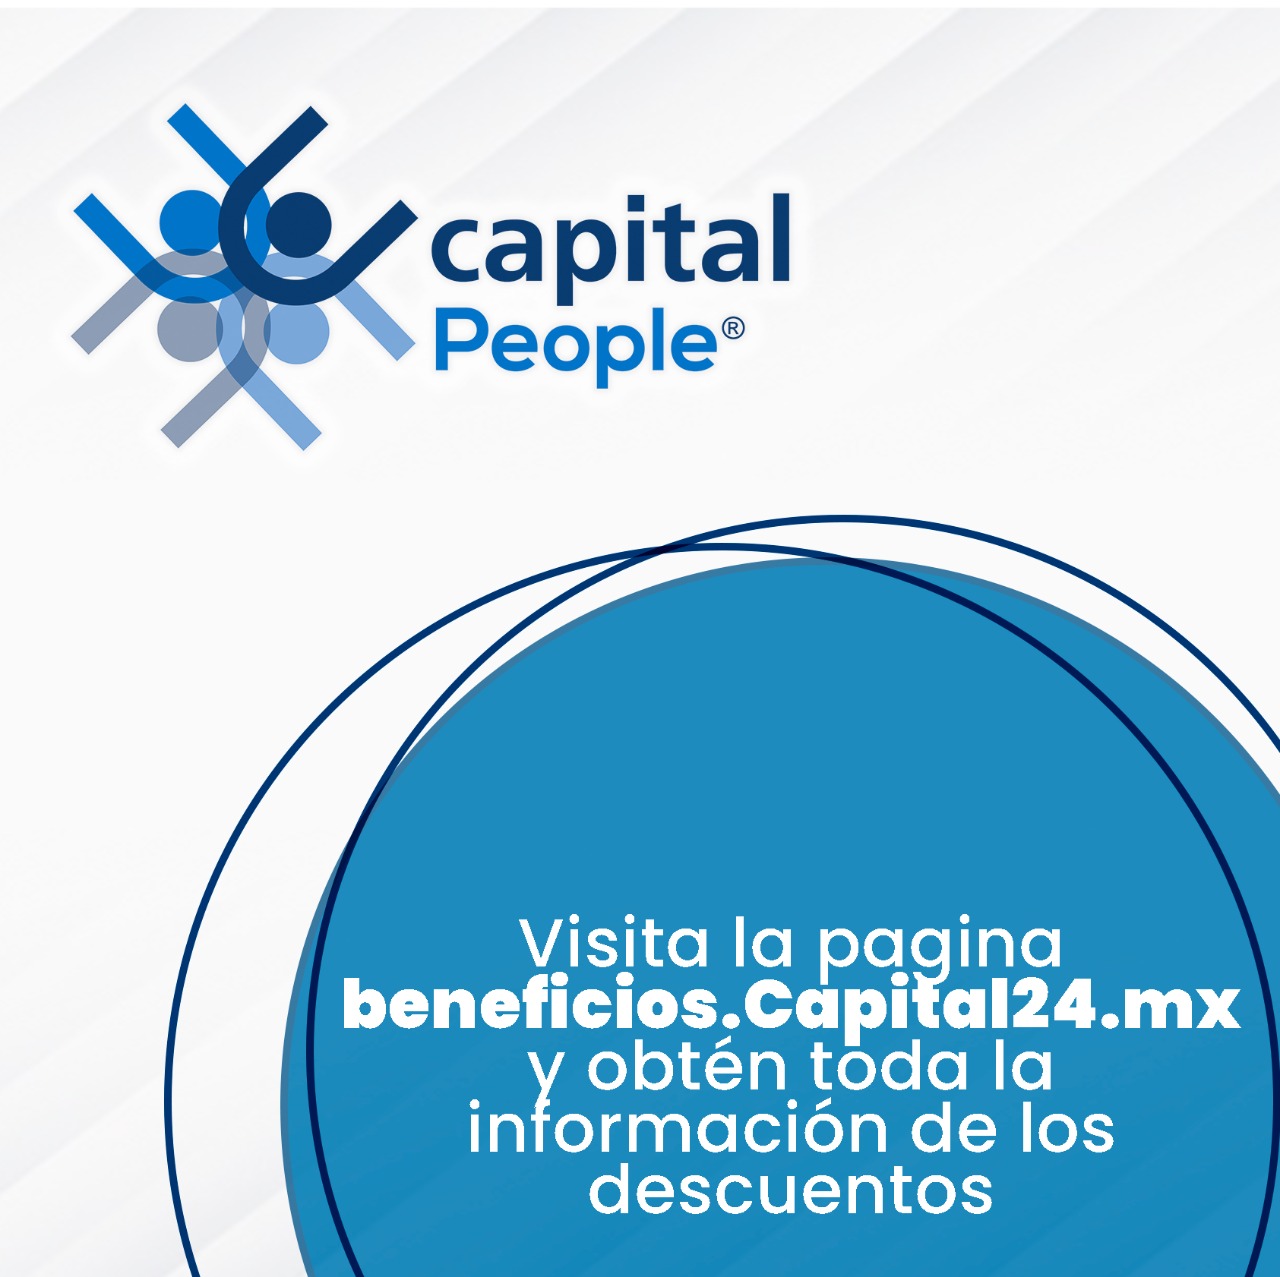 capital
People®
Visita la pagina
beneficios.Capital24.mx
y obtén toda la
información de los
descuentos